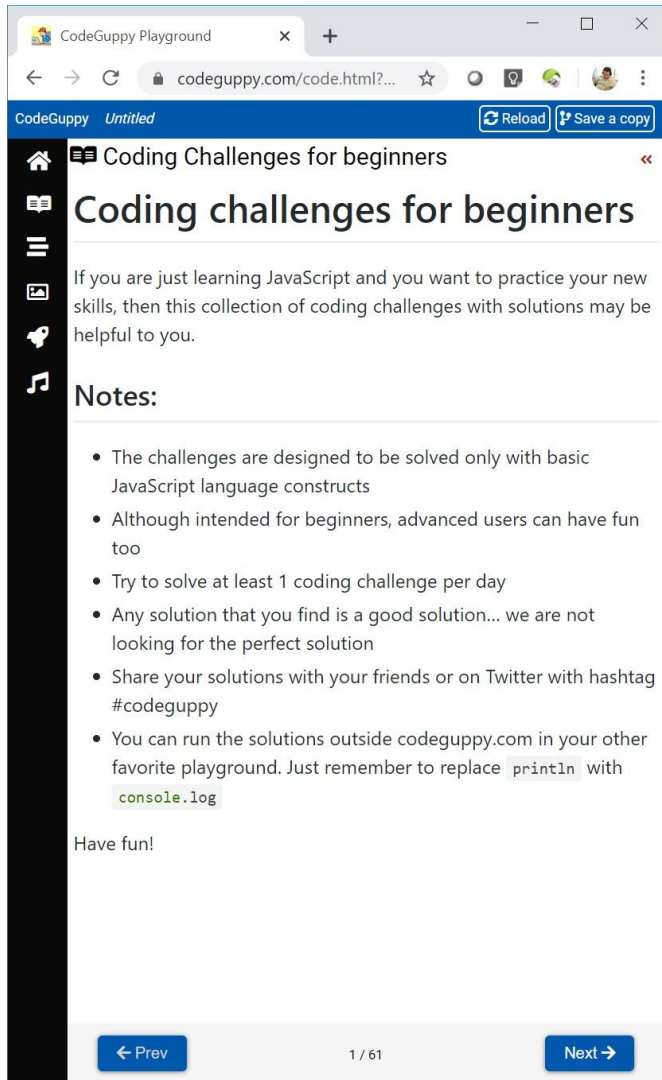 CodeGuppy Playground
codeguppy.com/code.html?...
CodeGuppy Untitled Reload Save a copy
Coding Challenges for beginners
Coding challenges for beginners
If you are just learning JavaScript and you want to practice your new
skills, then this collection of coding challenges with solutions may be
helpful to you.
Notes:
• The challenges are designed to be solved only with basic
JavaScript language constructs
• Although intended for beginners, advanced users can have fun
too
• Try to solve at least 1 coding challenge per day
• Any solution that you find is a good solution... we are not
looking for the perfect solution
• Share your solutions with your friends or on Twitter with hashtag
#codeguppy
• You can run the solutions outside codeguppy.com in your other
favorite playground. Just remember to replace println with
console.log
Have fun!
← Prev 1 / 61 Next →